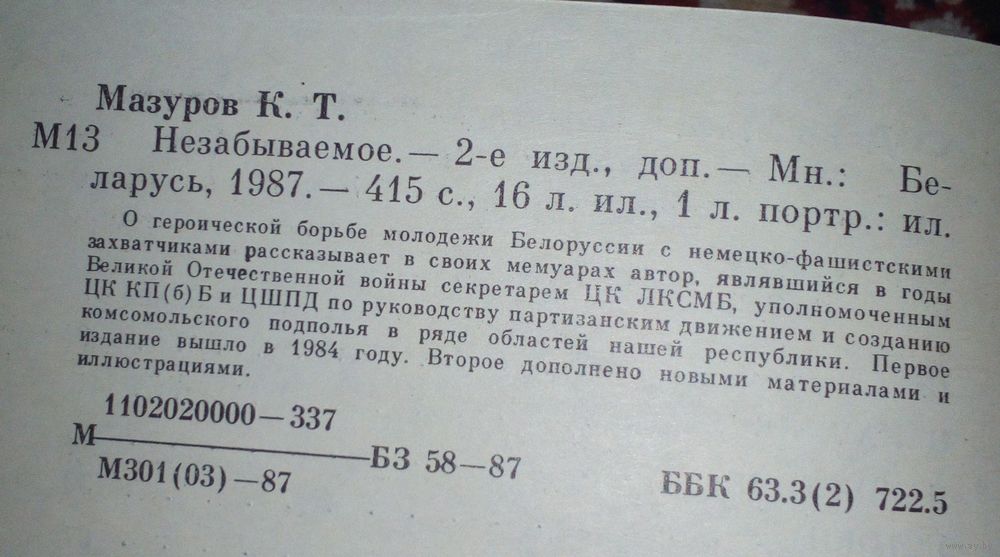 Мазуров К. Т.
М13 Незабываемое.— 2-е изд., доп.— Мн.: Бе-
ларусь, 1987.— 415 с., 16 л. ил., 1 л. портр.: ил.
О героической борьбе молодежи Белоруссии с немецко-фашистскими
захватчиками рассказывает в своих мемуарах автор, являвшийся в годы
Великой Отечественной войны секретарем ЦК ЛКСМБ, уполномоченным
ЦК КП(б)Б и ЦШПД по руководству партизанским движением и созданию
комсомольского подполья в ряде областей нашей республики. Первое
издание вышло в 1984 году. Второе дополнено новыми материалами и
иллюстрациями.
1102020000—337
М———БЗ 58—87
М301(03)—87
ББК 63.3(2) 722.5
www.ay.by